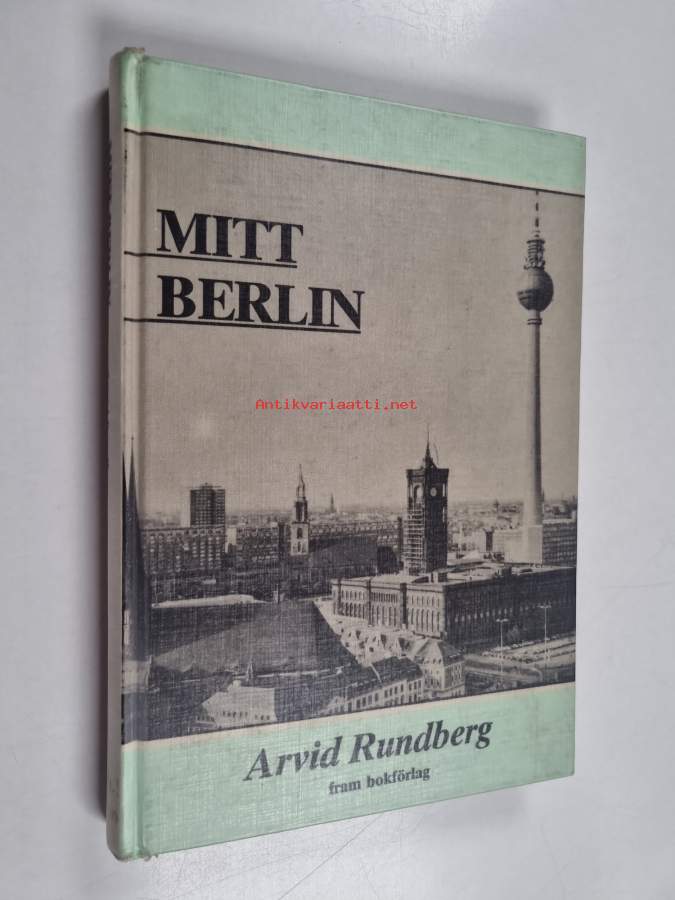 MITT
BERLIN
Antikvariaatti.net
Arvid Rundberg
fram bokförlag